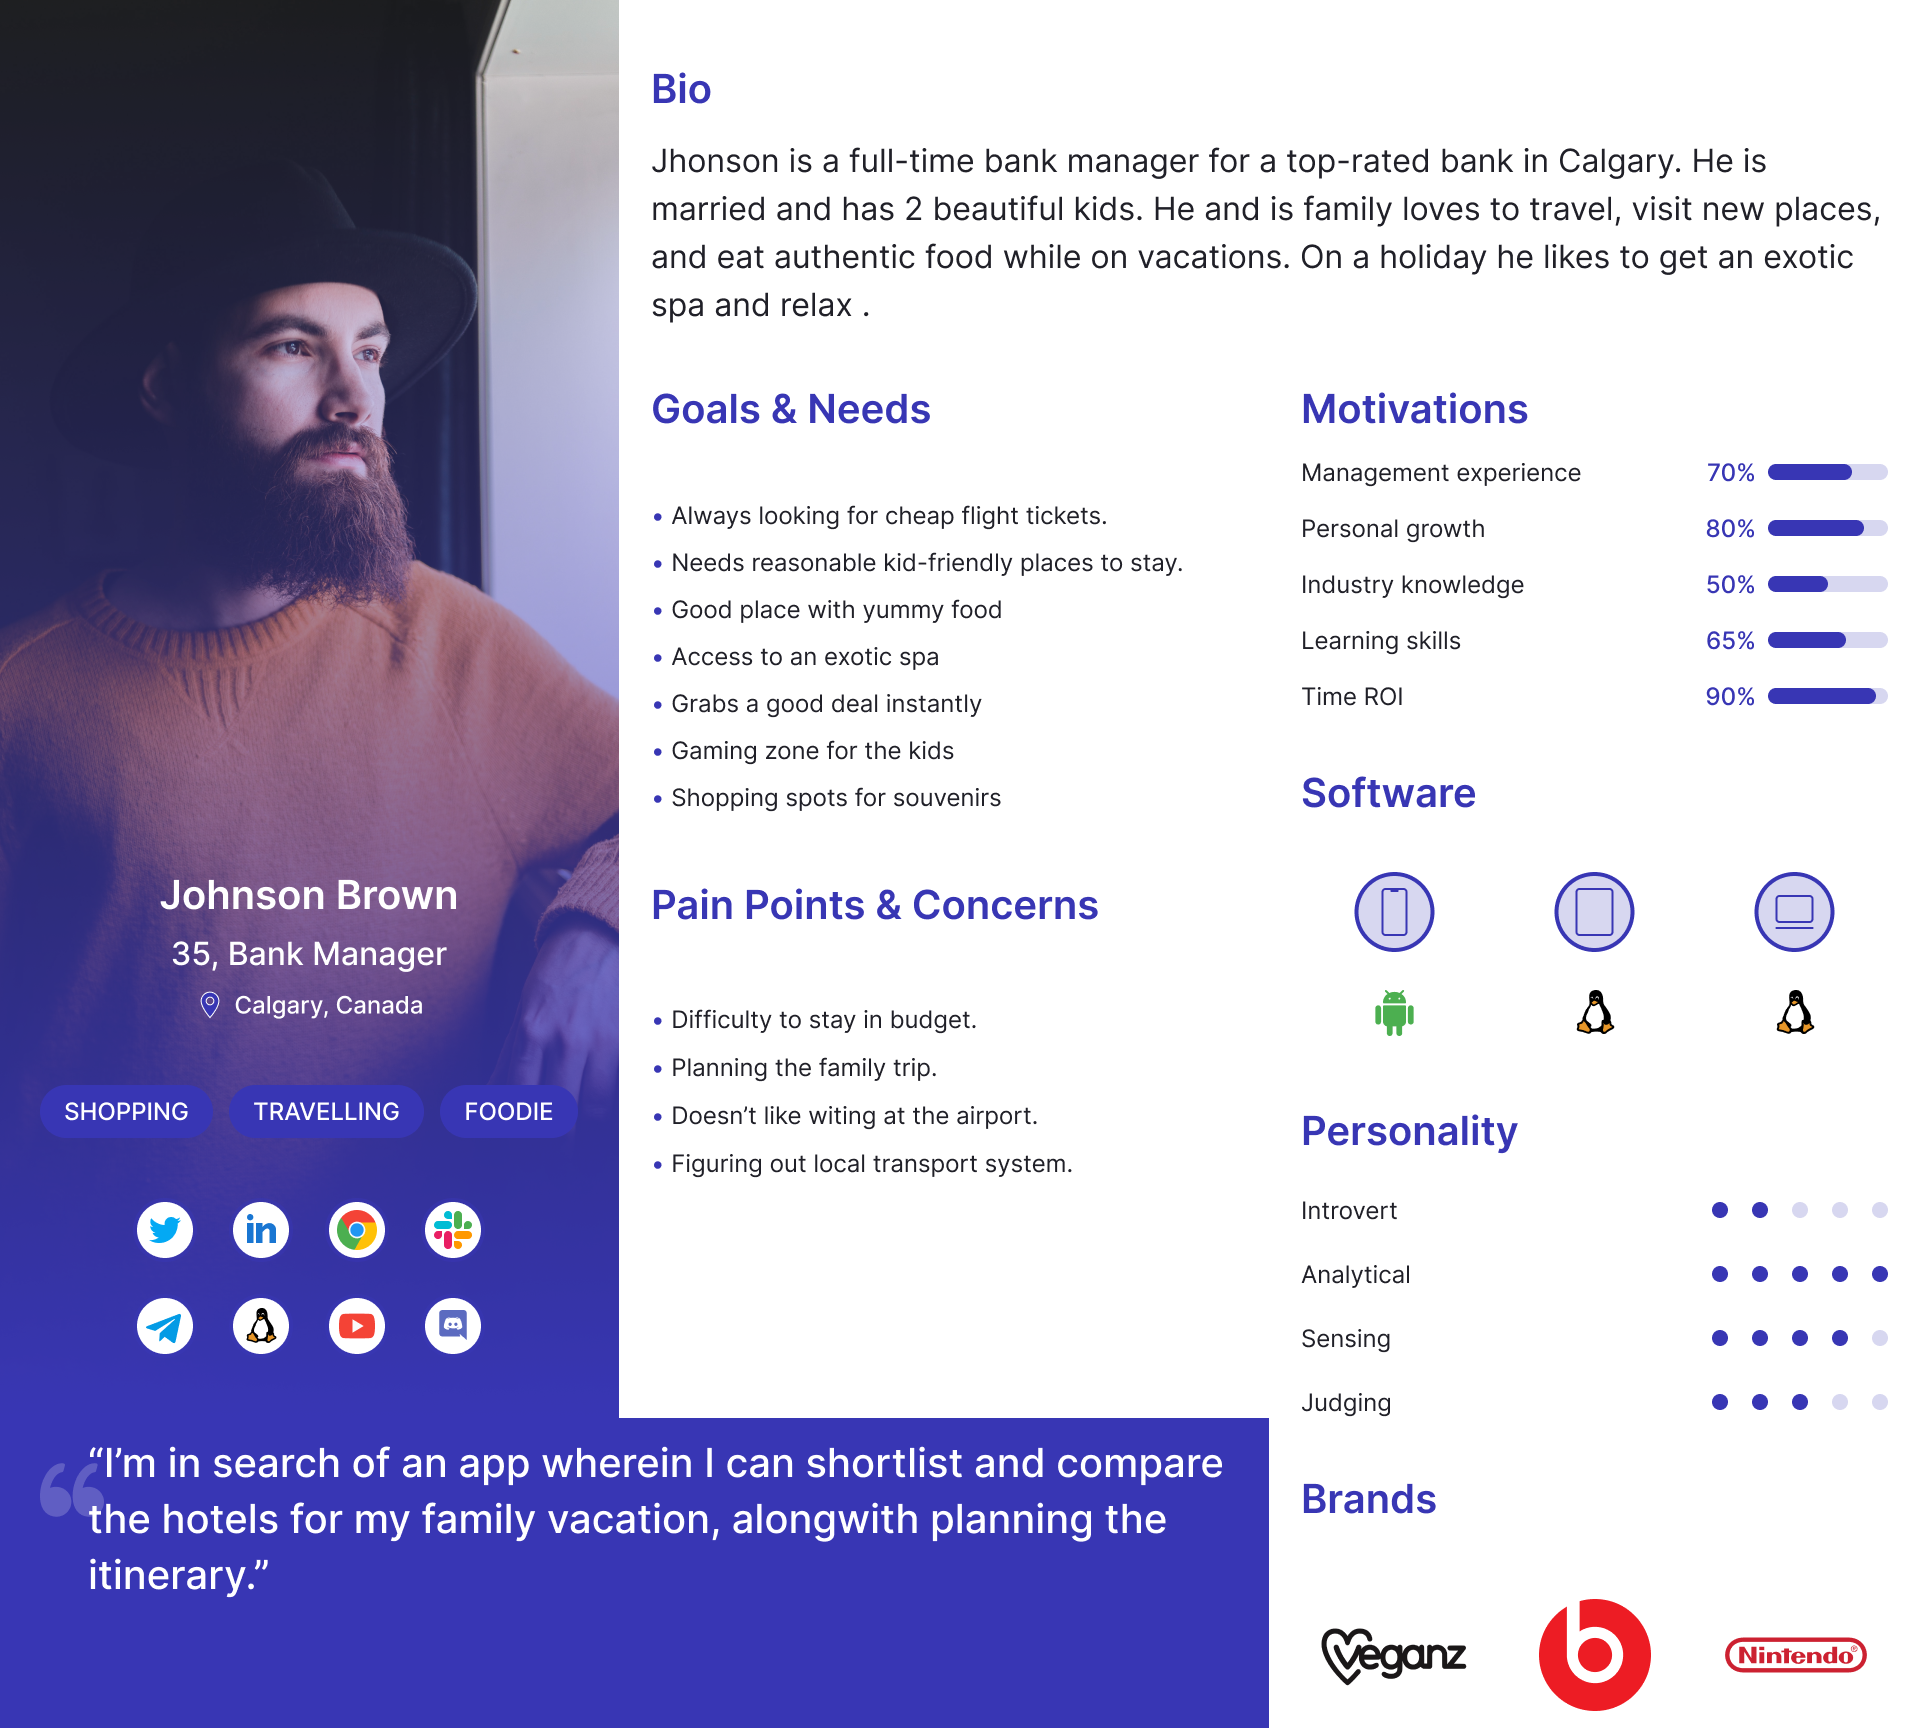 Johnson Brown
35, Bank Manager
Calgary, Canada
SHOPPING
TRAVELLING
FOODIE
in
“I’m in search of an app wherein I can shortlist and compare
the hotels for my family vacation, alongwith planning the
itinerary.”
Bio
Jhonson is a full-time bank manager for a top-rated bank in Calgary. He is
married and has 2 beautiful kids. He and is family loves to travel, visit new places,
and eat authentic food while on vacations. On a holiday he likes to get an exotic
spa and relax .
Goals & Needs
• Always looking for cheap flight tickets.
• Needs reasonable kid-friendly places to stay.
• Good place with yummy food
• Access to an exotic spa
• Grabs a good deal instantly
• Gaming zone for the kids
• Shopping spots for souvenirs
Pain Points & Concerns
• Difficulty to stay in budget.
• Planning the family trip.
• Doesn’t like witing at the airport.
• Figuring out local transport system.
Motivations
Management experience 70%
Personal growth 80%
Industry knowledge 50%
Learning skills 65%
Time ROI 90%
Software
Personality
Introvert
Analytical
Sensing
Judging
Brands
Veganz
b
Nintendo®